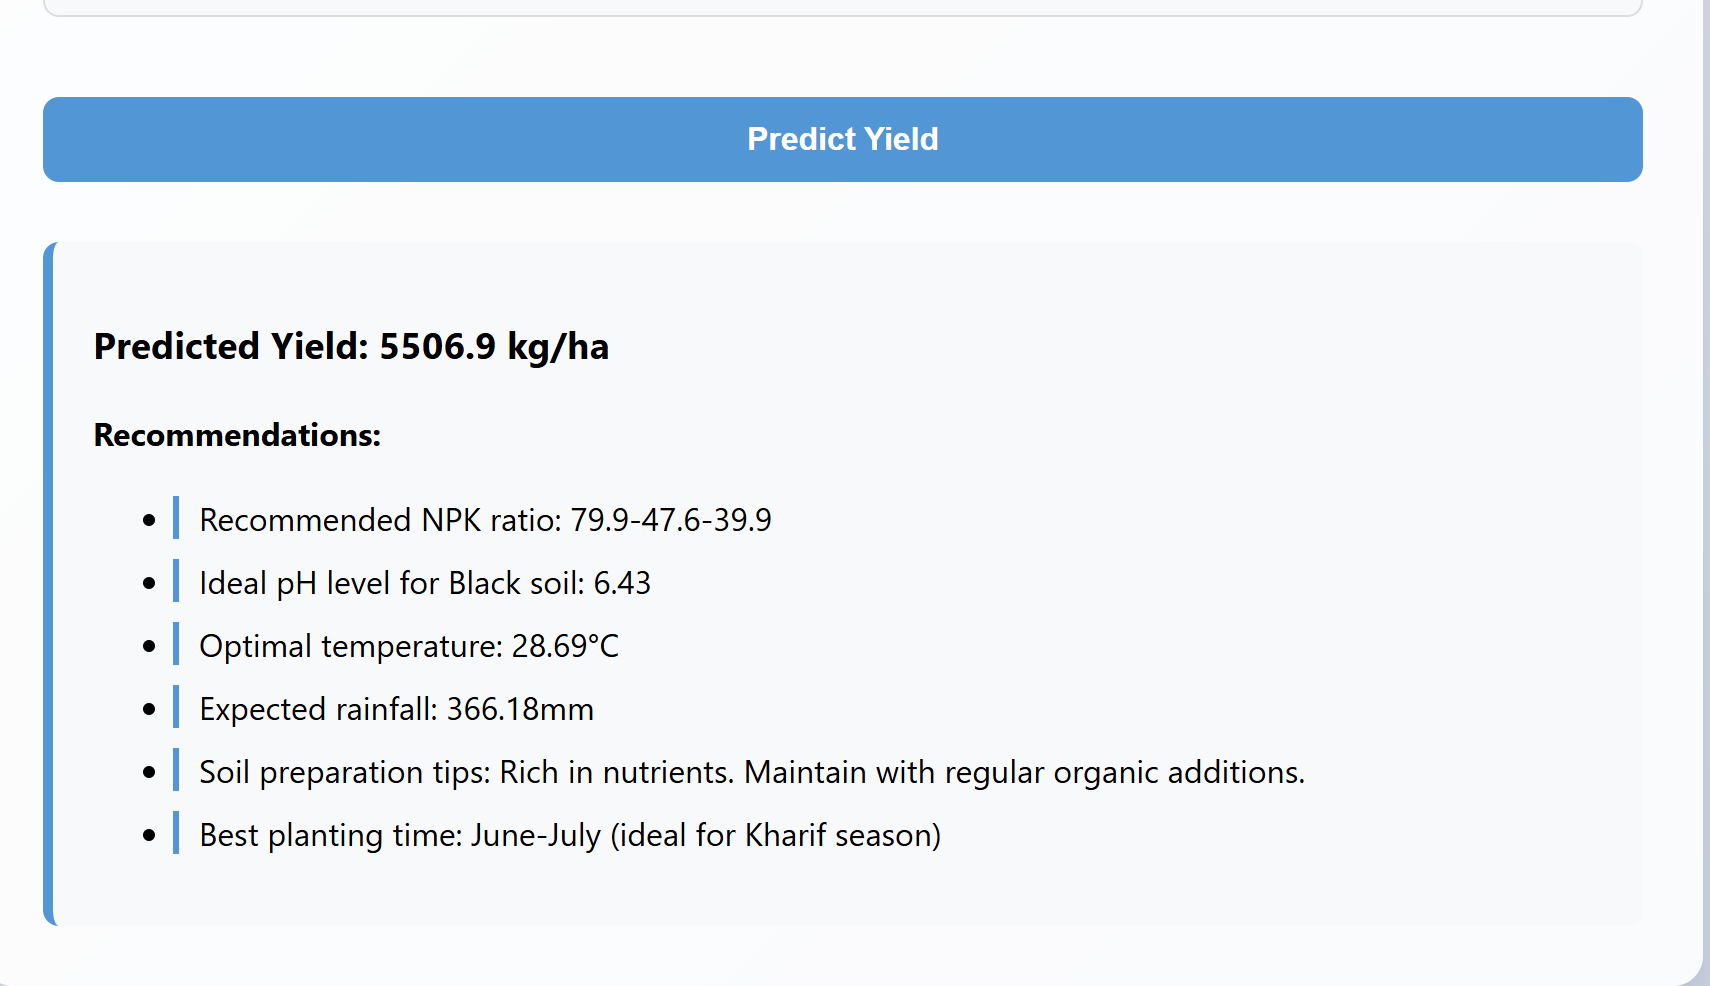 Predict Yield
Predicted Yield: 5506.9 kg/ha
Recommendations:
Recommended NPK ratio: 79.9-47.6-39.9
Ideal pH level for Black soil: 6.43
Optimal temperature: 28.69°C
Expected rainfall: 366.18mm
Soil preparation tips: Rich in nutrients. Maintain with regular organic additions.
Best planting time: June-July (ideal for Kharif season)